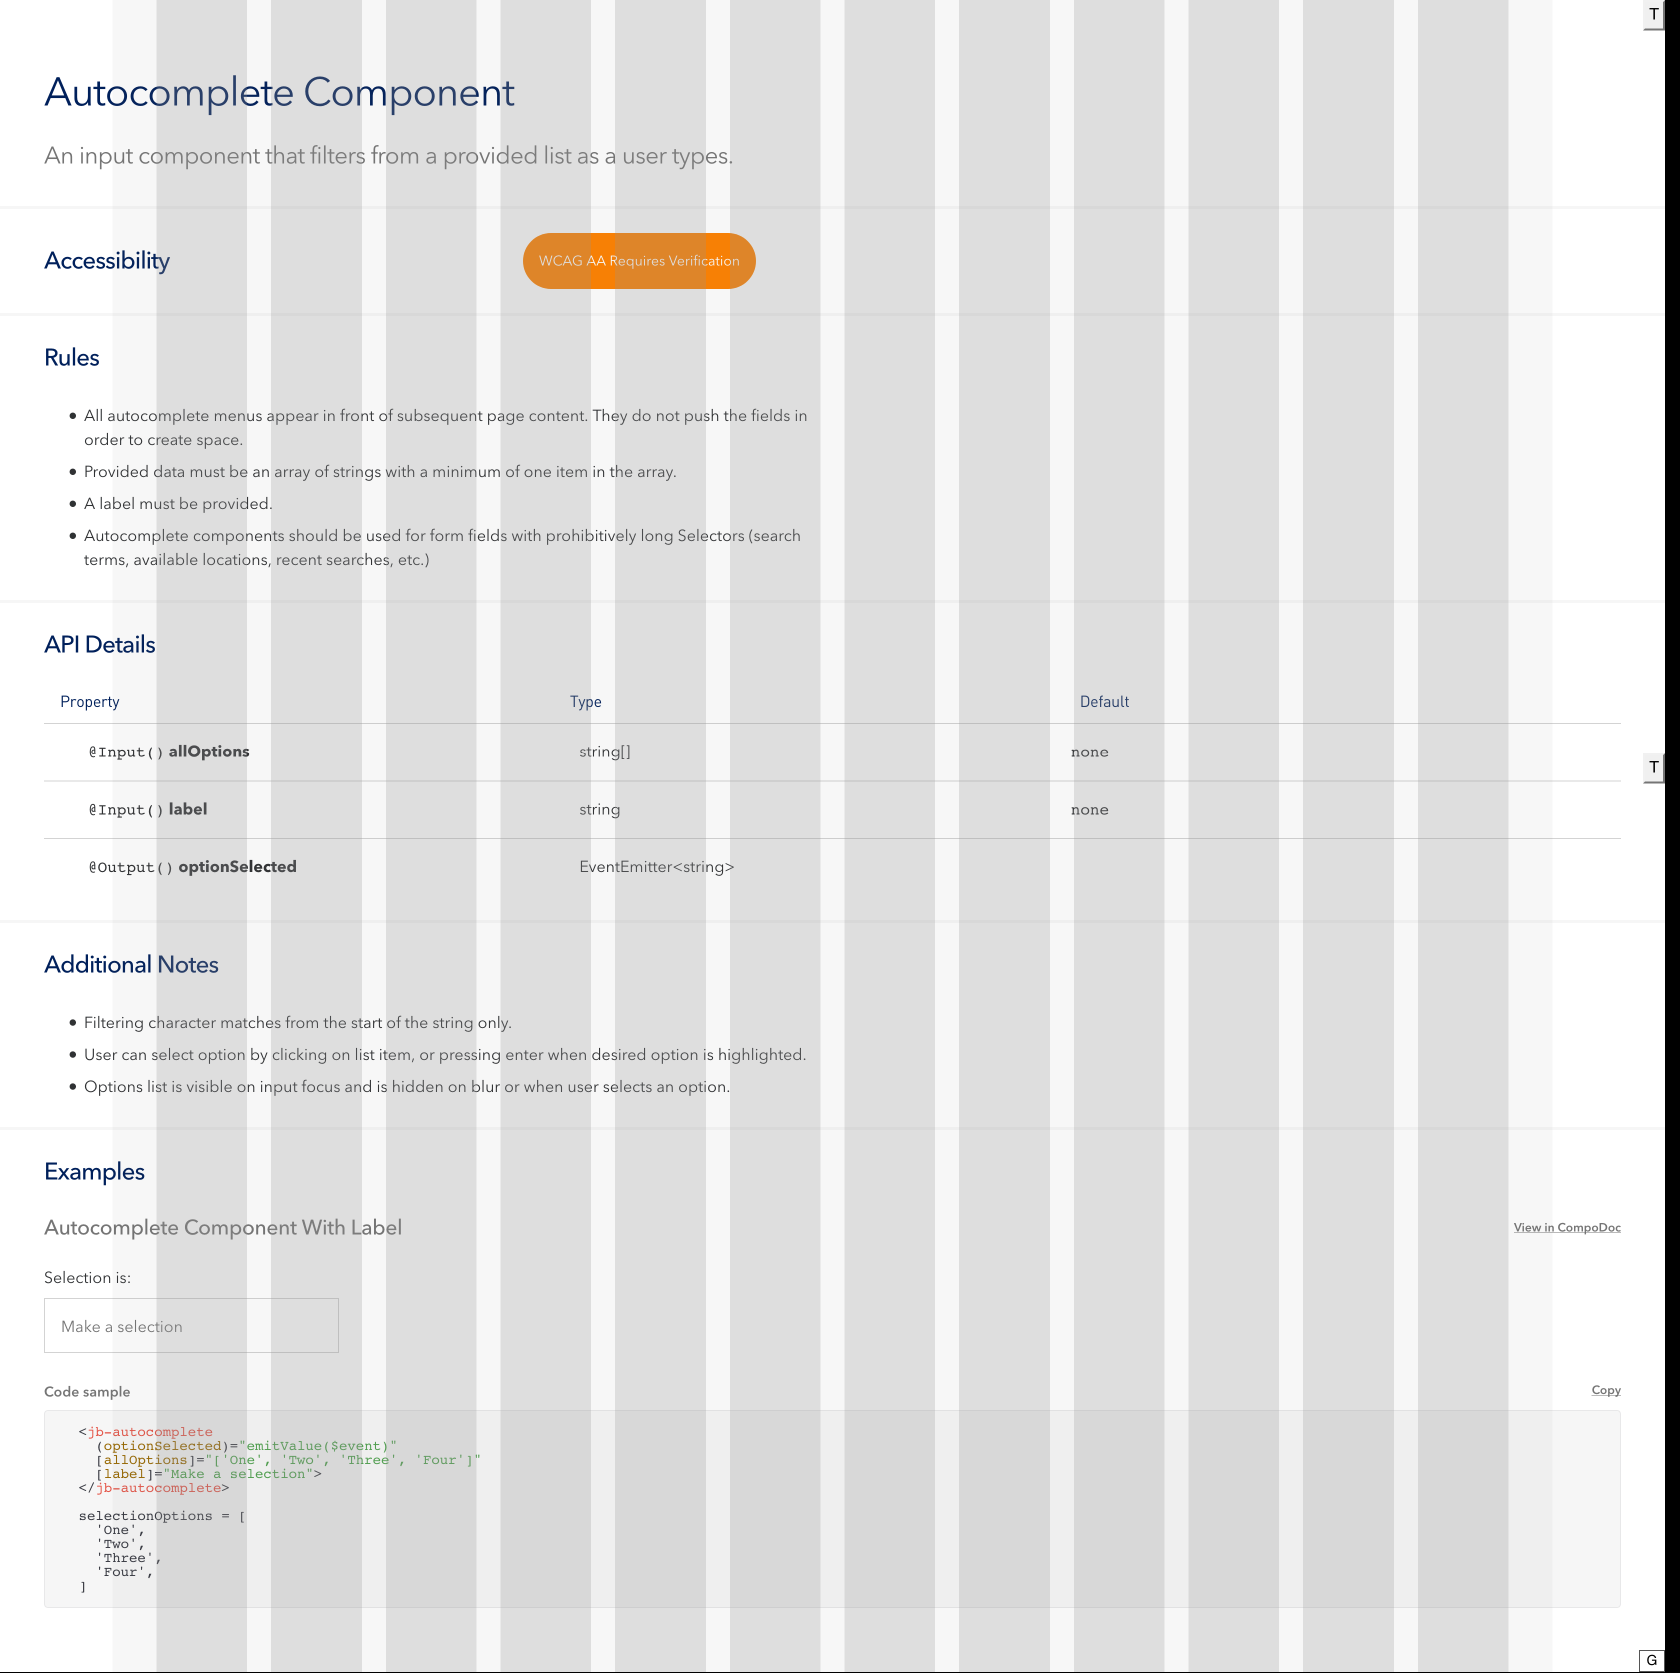 T
Autocomplete Component
An input component that filters from a provided list as a user types.
Accessibility
WCAG AA Requires Verification
Rules
• All autocomplete menus appear in front of subsequent page content. They do not push the fields in
order to create space.
• Provided data must be an array of strings with a minimum of one item in the array.
• A label must be provided.
• Autocomplete components should be used for form fields with prohibitively long Selectors (search
terms, available locations, recent searches, etc.)
API Details
Property Type Default
@Input() allOptions string[] none
T
@Input() label string none
@Output() optionSelected EventEmitter<string>
Additional Notes
• Filtering character matches from the start of the string only.
• User can select option by clicking on list item, or pressing enter when desired option is highlighted.
• Options list is visible on input focus and is hidden on blur or when user selects an option.
Examples
Autocomplete Component With Label View in CompoDoc
Selection is:
Make a selection
Code sample Copy
<jb-autocomplete
(optionSelected)="emitValue($event)"
[allOptions]="['One', 'Two', 'Three', 'Four']"
[label]="Make a selection">
</jb-autocomplete>
selectionOptions = [
'One',
'Two',
'Three',
'Four',
]
G